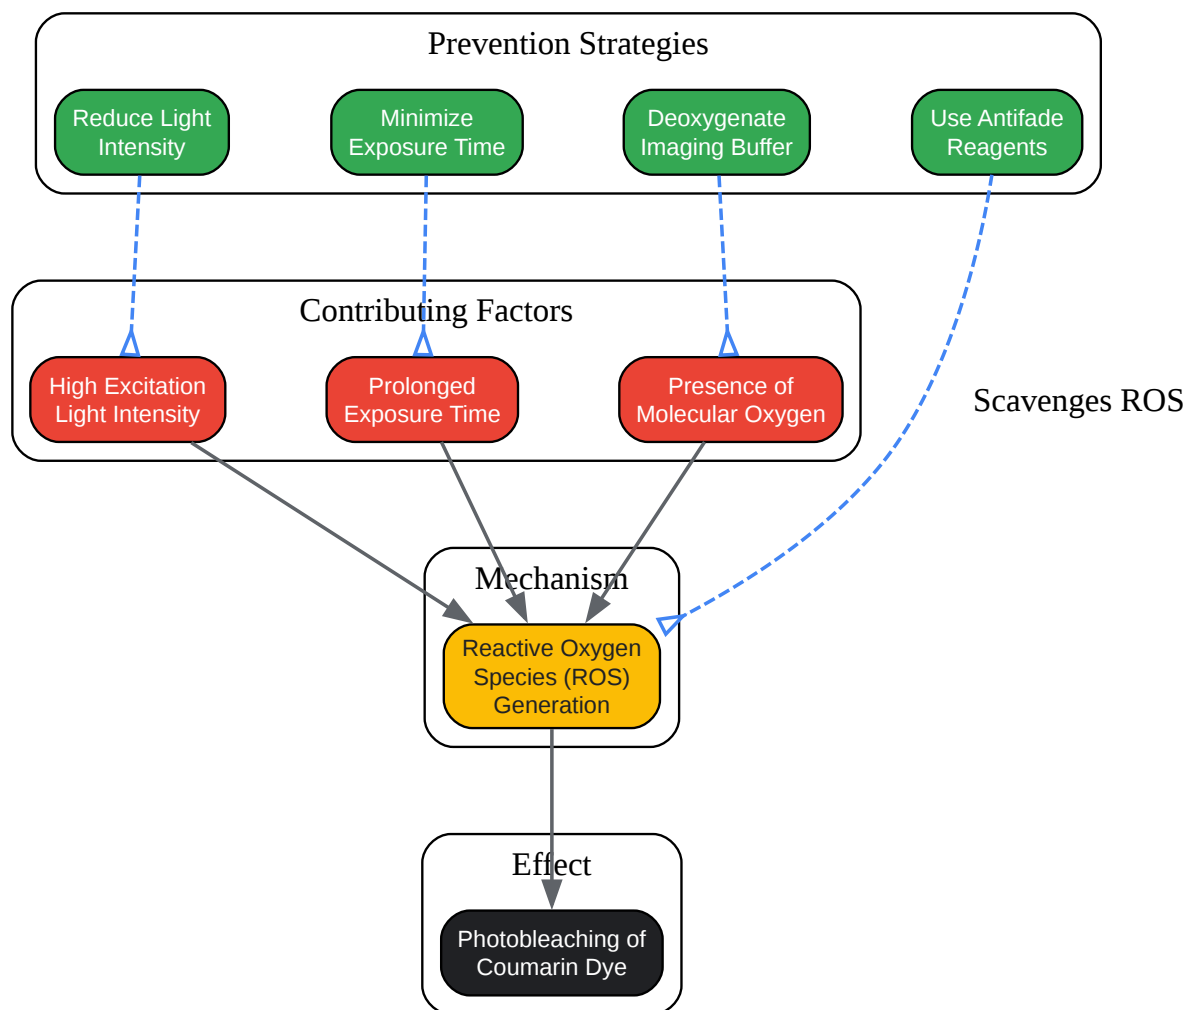 Prevention Strategies
Reduce Light
Intensity
Minimize
Exposure Time
Deoxygenate
Imaging Buffer
Use Antifade
Reagents
Contributing Factors
High Excitation
Light Intensity
Prolonged
Exposure Time
Presence of
Molecular Oxygen
Scavenges ROS
Mechanism
Reactive Oxygen
Species (ROS)
Generation
Effect
Photobleaching of
Coumarin Dye